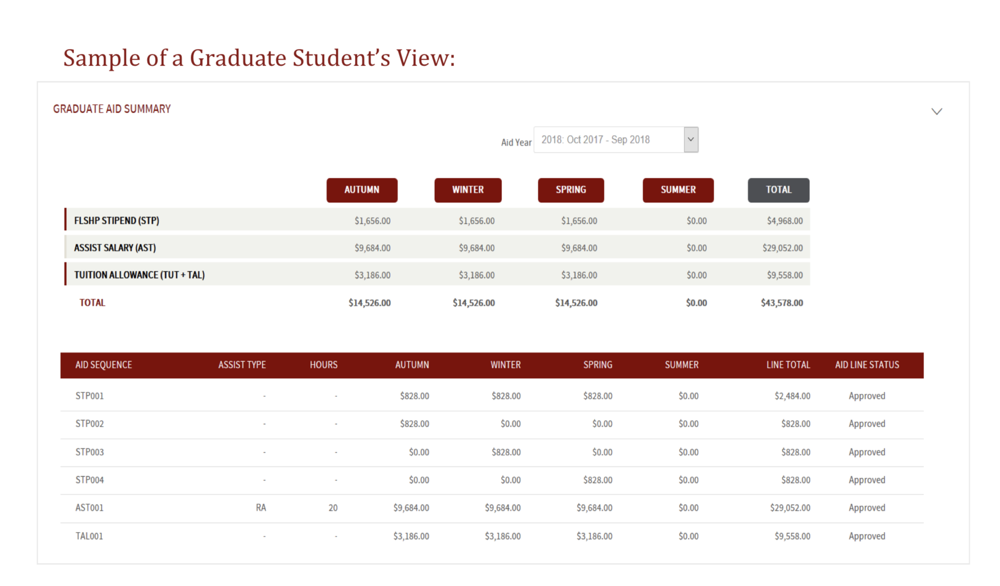 Sample of a Graduate Student’s View:
GRADUATE AID SUMMARY
Aid Year 2018: Oct 2017 - Sep 2018
AUTUMN WINTER SPRING SUMMER TOTAL
FLSHP STIPEND (STP) $1,656.00 $1,656.00 $1,656.00 $0.00 $4,968.00
ASSIST SALARY (AST) $9,684.00 $9,684.00 $9,684.00 $0.00 $29,052.00
TUITION ALLOWANCE (TUT + TAL) $3,186.00 $3,186.00 $3,186.00 $0.00 $9,558.00
TOTAL $14,526.00 $14,526.00 $14,526.00 $0.00 $43,578.00
AID SEQUENCE ASSIST TYPE HOURS AUTUMN WINTER SPRING SUMMER LINE TOTAL AID LINE STATUS
STP001 - - $828.00 $828.00 $828.00 $0.00 $2,484.00 Approved
STP002 - - $828.00 $0.00 $0.00 $0.00 $828.00 Approved
STP003 - - $0.00 $828.00 $0.00 $0.00 $828.00 Approved
STP004 - - $0.00 $0.00 $828.00 $0.00 $828.00 Approved
AST001 RA 20 $9,684.00 $9,684.00 $9,684.00 $0.00 $29,052.00 Approved
TAL001 - - $3,186.00 $3,186.00 $3,186.00 $0.00 $9,558.00 Approved